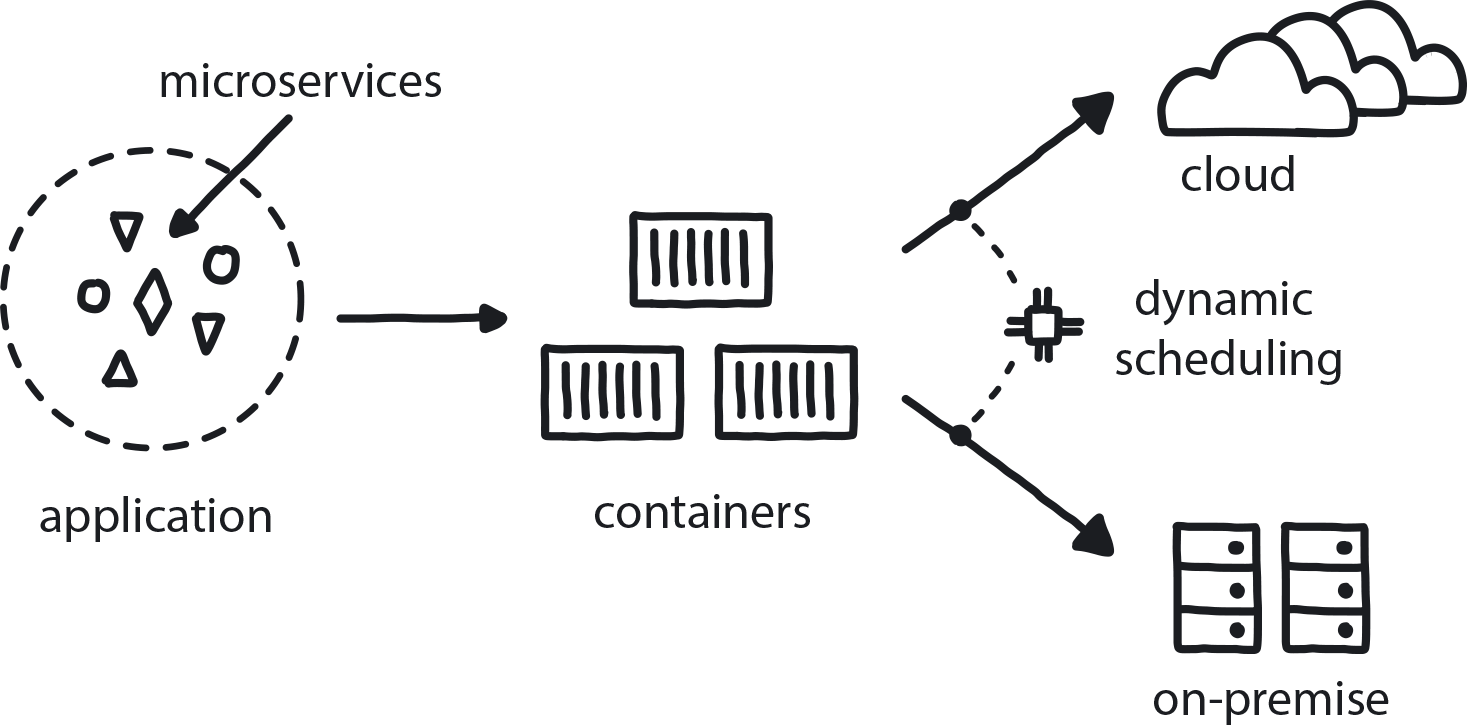 microservices
application
containers
cloud
dynamic
scheduling
on-premise